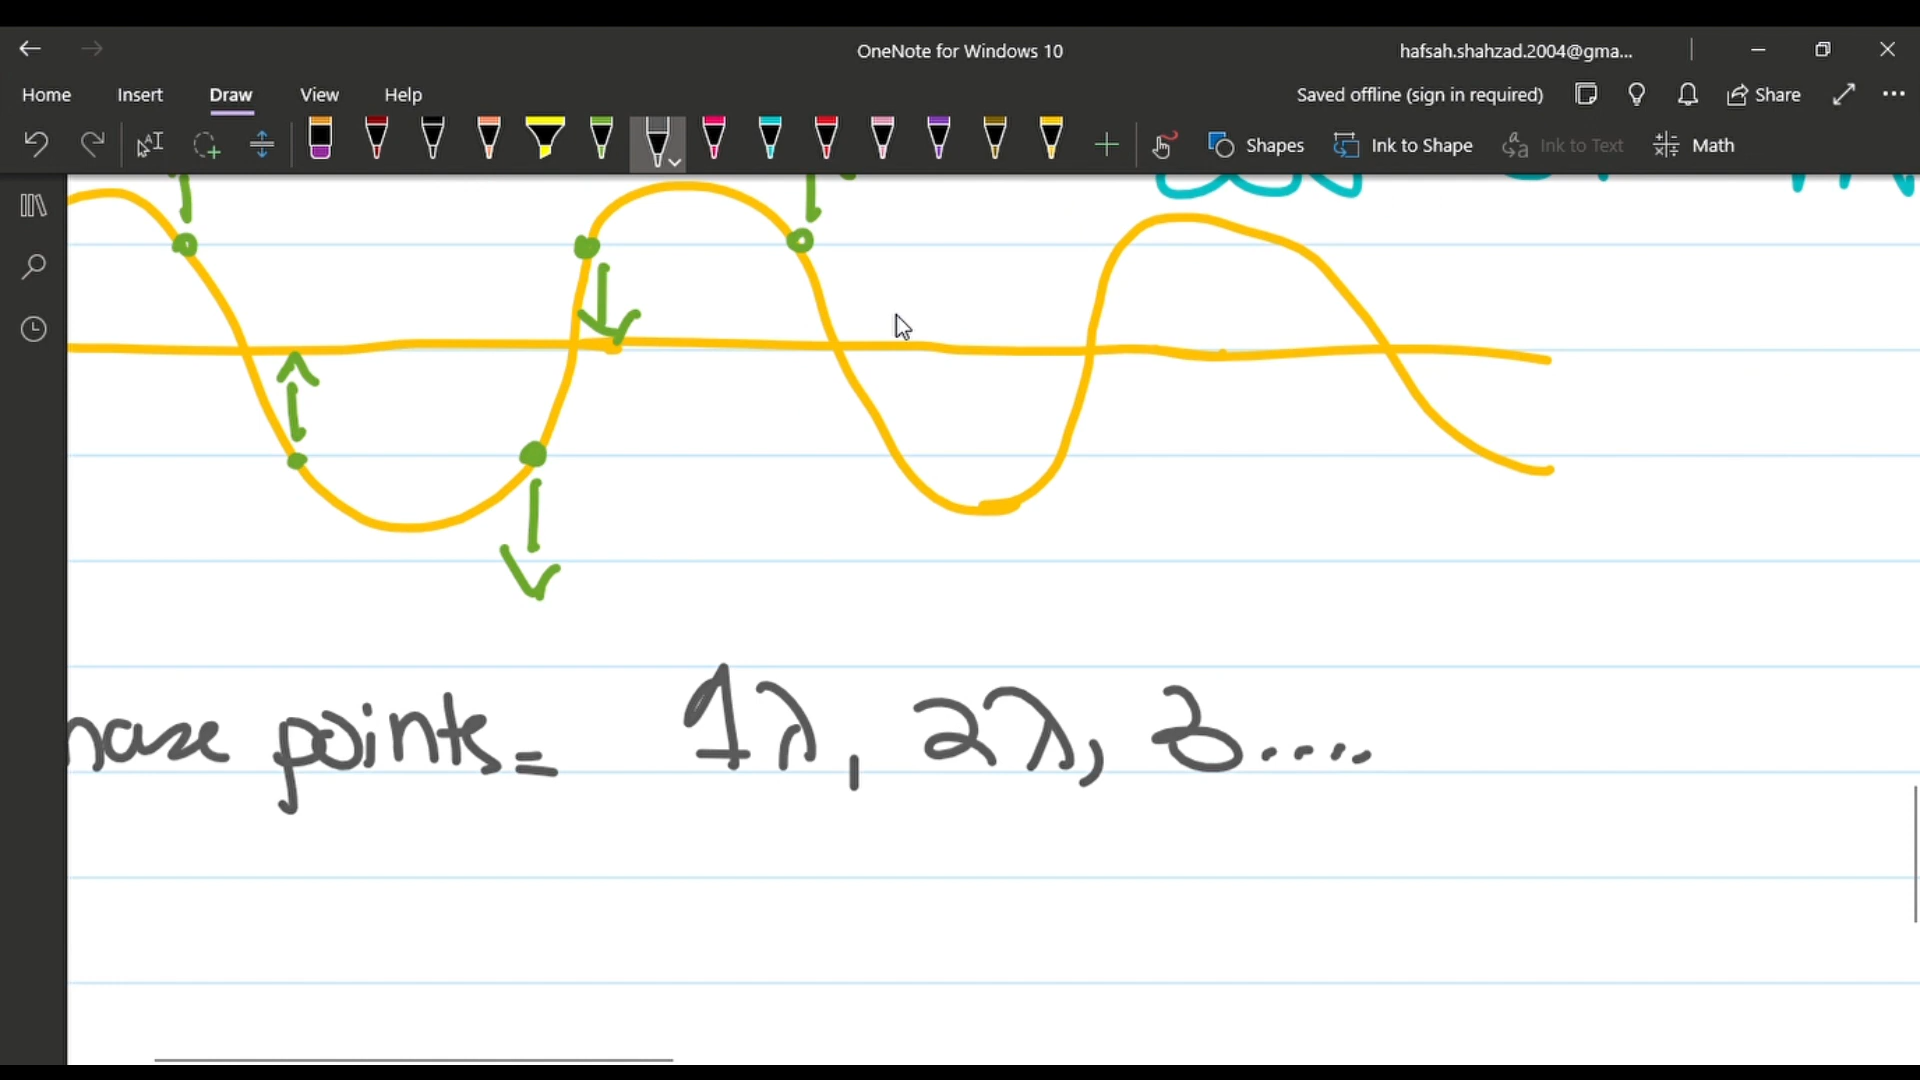 OneNote for Windows 10
hafsah.shahzad.2004@gma...
Home Insert Draw View Help
Saved offline (sign in required) Share
Shapes Ink to Shape Ink to Text Math
points = 1λ, 2λ, 3....